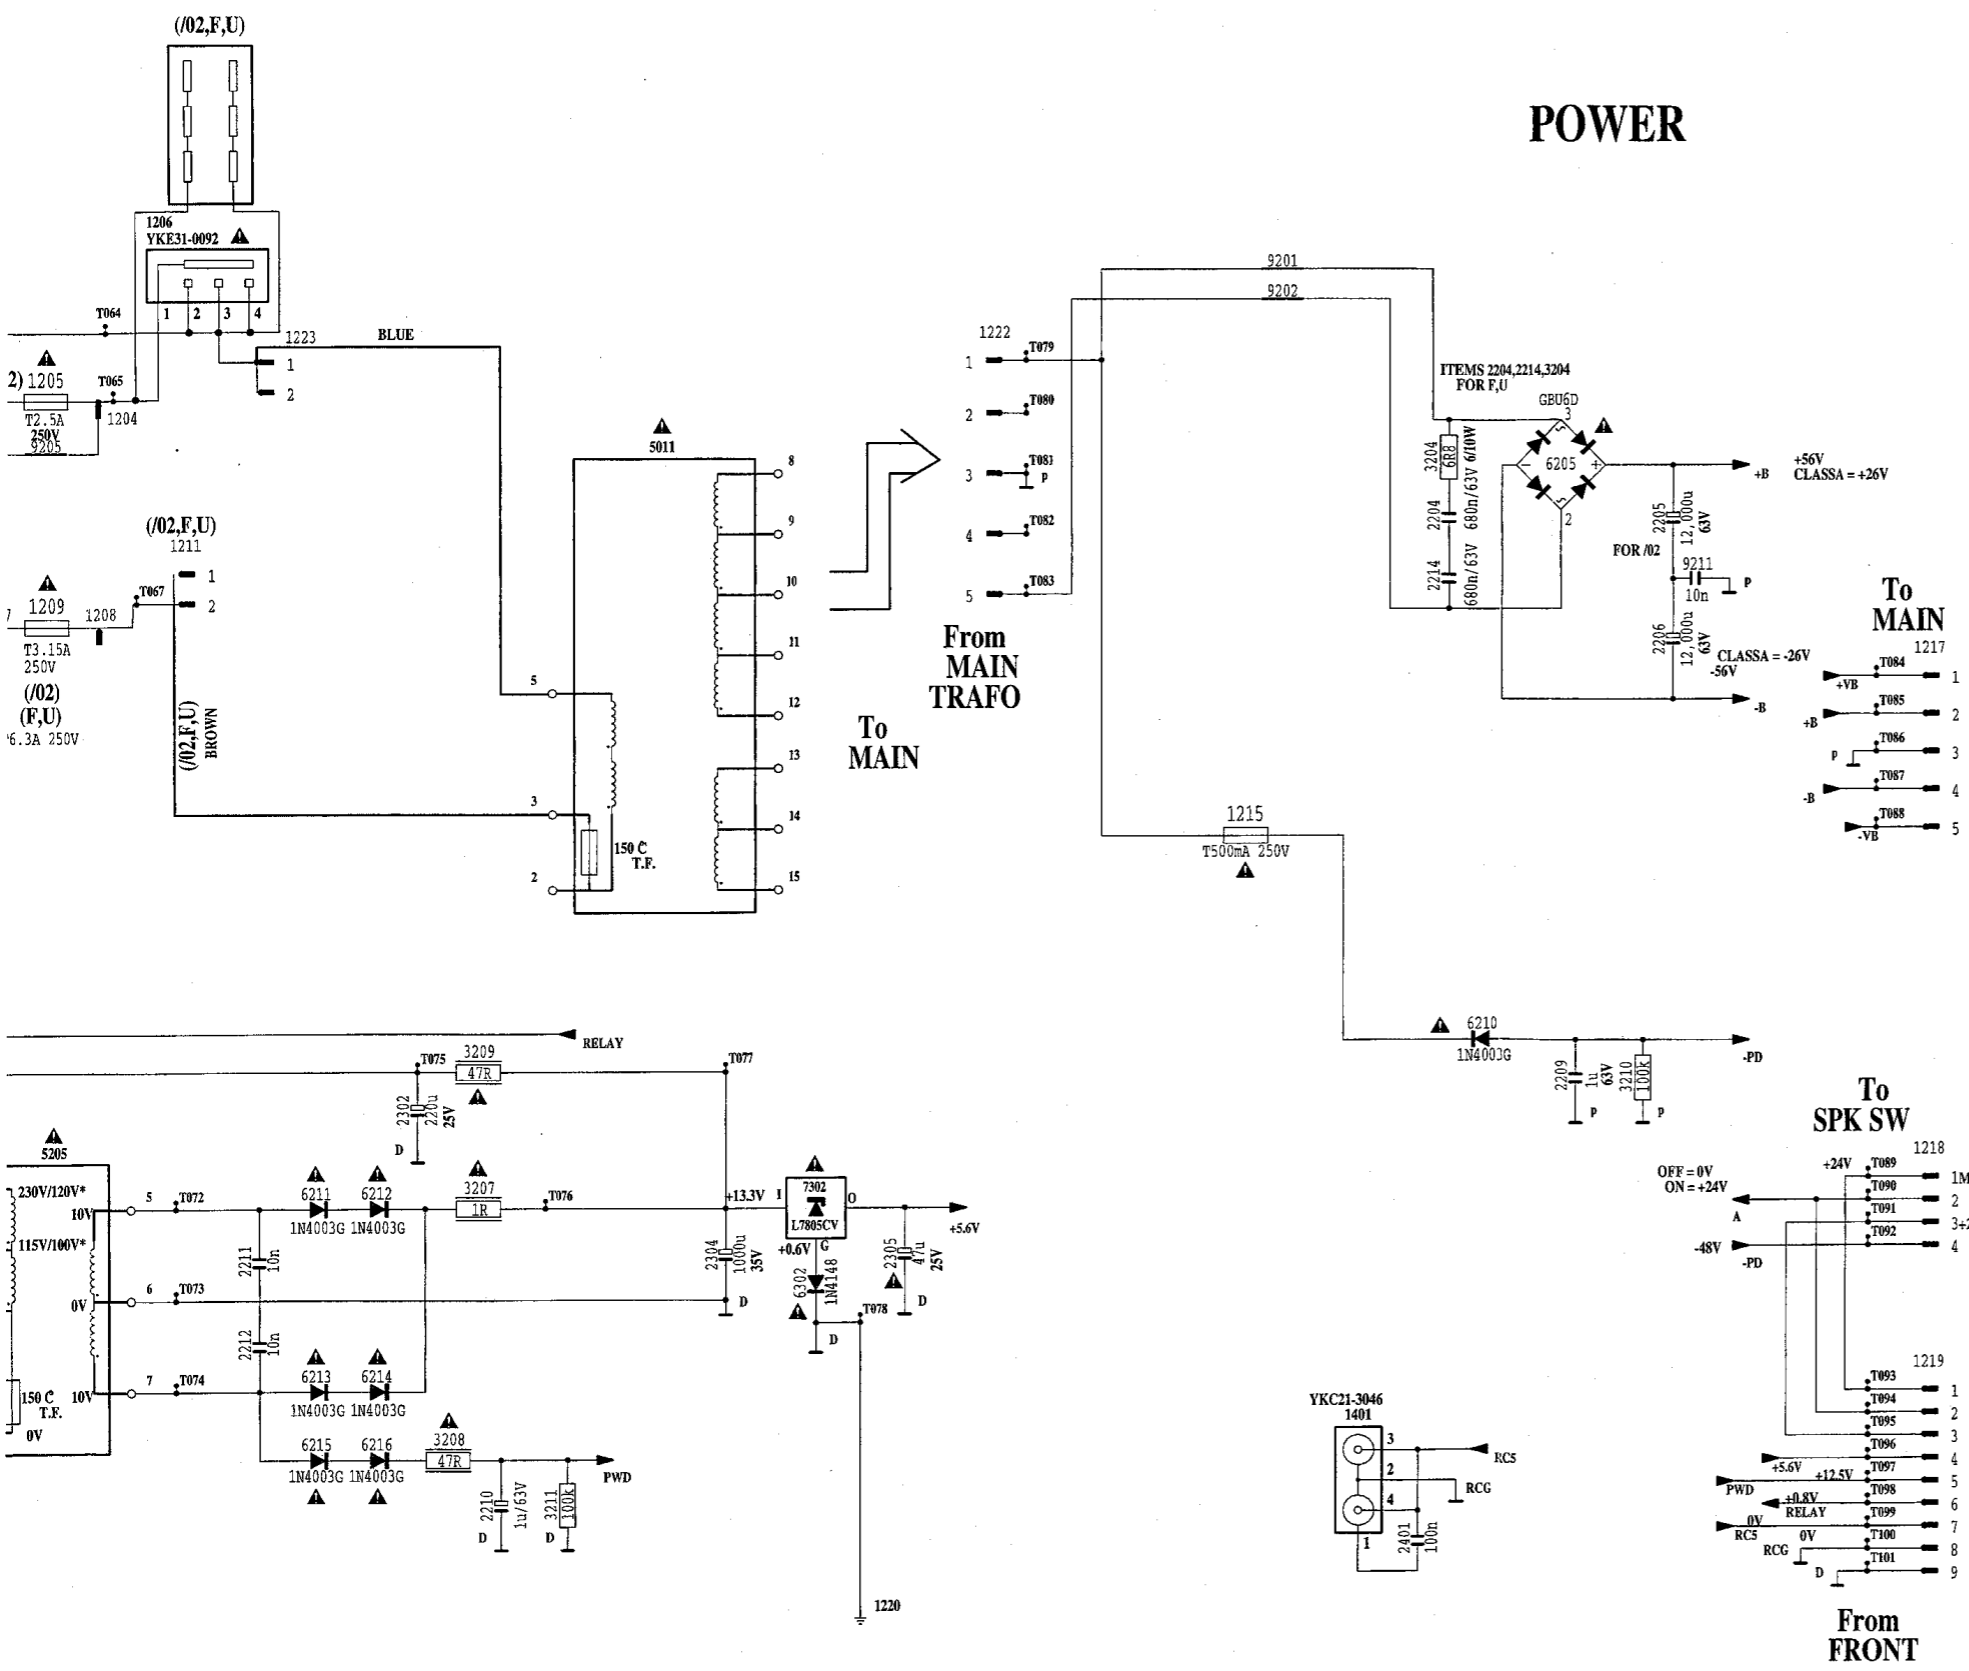 (/02,F,U)
POWER
1206
YKE31-0092
1 2 3 4
T064
1223
BLUE
1
2
2) 1205
T065
T2.5A
250V
9205
1204
9201
9202
1222
1 T079
2 T080
3 T081
P
4 T082
5 T083
From
MAIN
TRAFO
ITEMS 2204,2214,3204
FOR F,U
GBU6D
3
6205
2
3204
6R8
6/10W
2204
680n/63V
2214
680n/63V
+B
+56V
CLASSA = +26V
2205
12,000u
63V
FOR /02
9211
10n
P
2206
12,000u
63V
CLASSA = -26V
-56V
-B
5011
8
9
10
11
12
13
14
15
5
3
2
150 C
T.F.
To
MAIN
(/02,F,U)
1211
1
2
T067
1209
1208
T3.15A
250V
(/02)
(F,U)
6.3A 250V
(/02,F,U)
BROWN
To
MAIN
1217
+VB T084 1
+B T085 2
P T086 3
-B T087 4
-VB T088 5
1215
T500mA 250V
6210
1N4003G
-PD
2209
1u
63V
P
3210
100k
P
RELAY
T075
3209
47R
T077
2302
220u
25V
D
5205
230V/120V*
10V
115V/100V*
0V
150 C
T.F.
10V
0V
5 T072
6 T073
7 T074
2211
10n
2212
10n
6211
1N4003G
6212
1N4003G
3207
1R
T076
+13.3V
I
7302
L7805CV
O
G
+0.6V
+5.6V
2304
1000u
35V
D
6302
1N4148
D
T078
2305
47u
25V
D
6213
1N4003G
6214
1N4003G
6215
1N4003G
6216
1N4003G
3208
47R
PWD
2210
1u/63V
D
3211
100k
D
1220
To
SPK SW
1218
OFF = 0V
ON = +24V
+24V T089 1M
A T090 2
T091 3+2
-48V
-PD T092 4
1219
T093 1
T094 2
T095 3
+5.6V T096 4
PWD +12.5V T097 5
+0.8V
RELAY T098 6
RC5 0V T099 7
RCG 0V T100 8
D T101 9
From
FRONT
YKC21-3046
1401
3
2
4
1
RC5
RCG
2401
100n